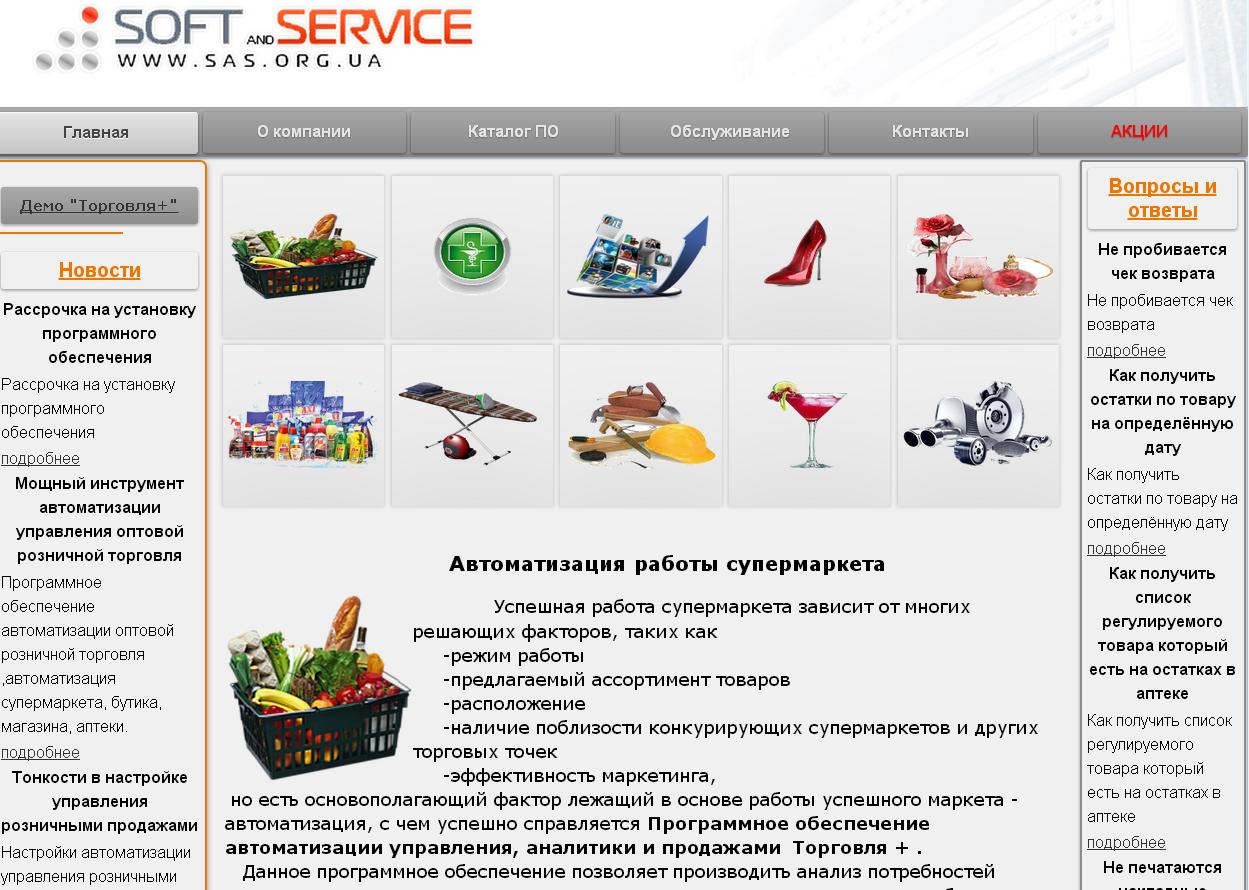 SOFT AND SERVICE
WWW.SAS.ORG.UA
Главная
О компании
Каталог ПО
Обслуживание
Контакты
АКЦИИ
Демо "Торговля+"
Новости
Рассрочка на установку
программного
обеспечения
Рассрочка на установку
программного
обеспечения
подробнее
Мощный инструмент
автоматизации
управления оптовой
розничной торговля
Программное
обеспечение
автоматизации оптовой
розничной торговля
,автоматизация
супермаркета, бутика,
магазина, аптеки.
подробнее
Тонкости в настройке
управления
розничными продажами
Настройки автоматизации
управления розничными
Автоматизация работы супермаркета
Успешная работа супермаркета зависит от многих
решающих факторов, таких как
-режим работы
-предлагаемый ассортимент товаров
-расположение
-наличие поблизости конкурирующих супермаркетов и других
торговых точек
-эффективность маркетинга,
но есть основополагающий фактор лежащий в основе работы успешного маркета -
автоматизация, с чем успешно справляется Программное обеспечение
автоматизации управления, аналитики и продажами Торговля + .
Данное программное обеспечение позволяет производить анализ потребностей
Вопросы и
ответы
Не пробивается
чек возврата
Не пробивается чек
возврата
подробнее
Как получить
остатки по товару
на определённую
дату
Как получить
остатки по товару на
определённую дату
подробнее
Как получить
список
регулируемого
товара который
есть на остатках в
аптеке
Как получить список
регулируемого
товара который
есть на остатках в
аптеке
подробнее
Не печатаются